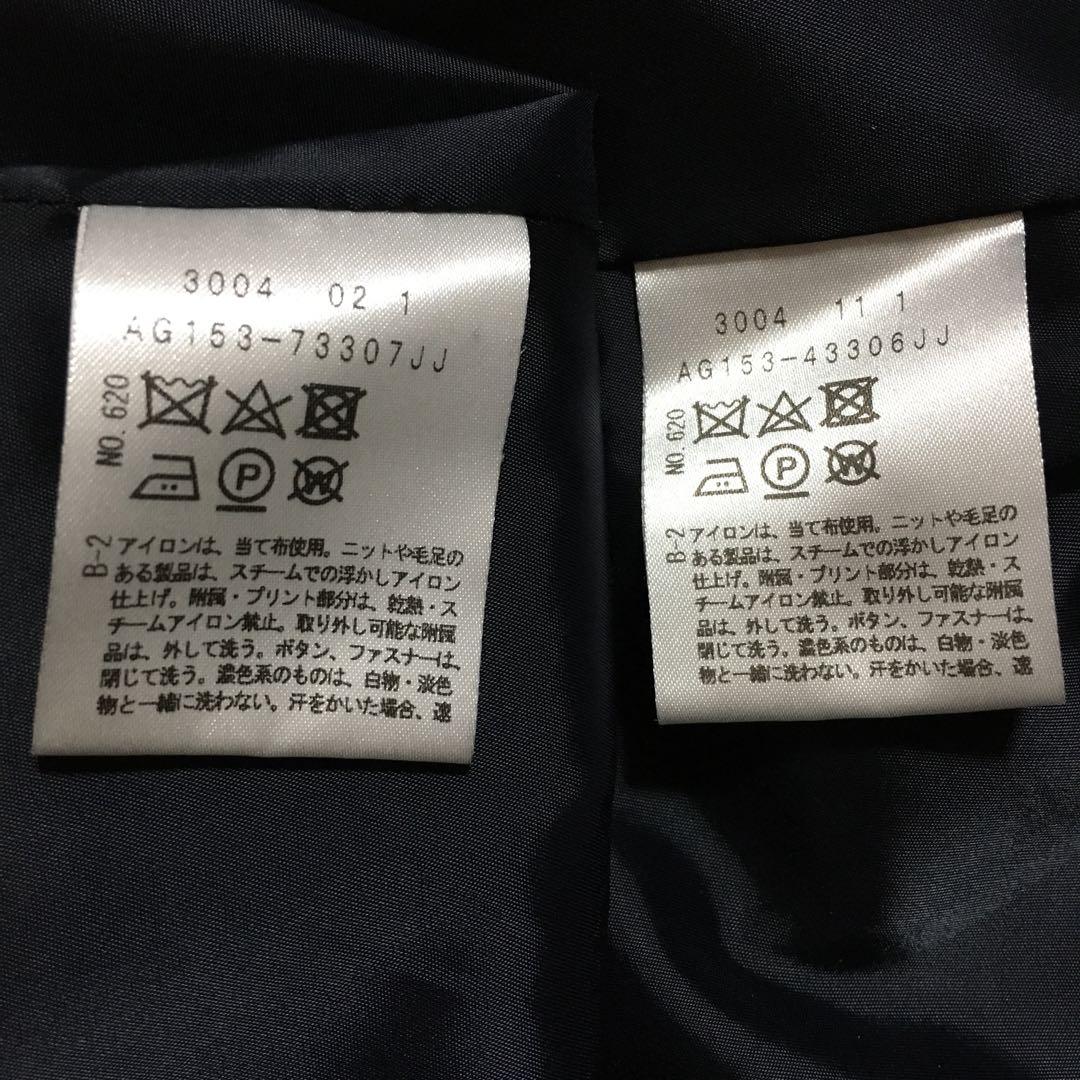 3004 02 1
AG153-73307JJ
NO. 620
P
W
B-2
アイロンは、当て布使用。ニットや毛足の
ある製品は、スチームでの浮かしアイロン
仕上げ。附属・プリント部分は、乾熱・ス
チームアイロン禁止。取り外し可能な附属
品は、外して洗う。ボタン、ファスナーは、
閉じて洗う。濃色系のものは、白物・淡色
物と一緒に洗わない。汗をかいた場合、速
3004 11 1
AG153-43306JJ
NO. 620
P
W
B-2
アイロンは、当て布使用。ニットや毛足の
ある製品は、スチームでの浮かしアイロン
仕上げ。附属・プリント部分は、乾熱・ス
チームアイロン禁止。取り外し可能な附属
品は、外して洗う。ボタン、ファスナーは、
閉じて洗う。濃色系のものは、白物・淡色
物と一緒に洗わない。汗をかいた場合、速